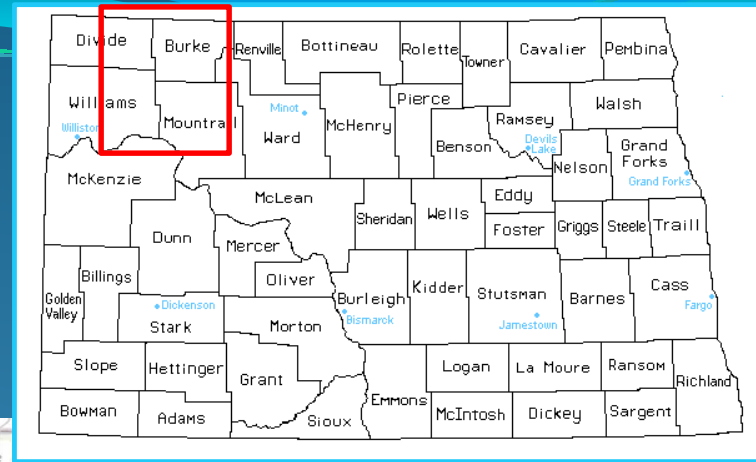 Divide
Burke
Renville
Bottineau
Rolette
Towner
Cavalier
Pembina
Williams
Williston
Mountrail
Minot
Ward
McHenry
Pierce
Benson
Ramsey
Devils
Lake
Walsh
Nelson
Grand
Forks
Grand Forks
McKenzie
McLean
Sheridan
Wells
Eddy
Foster
Griggs
Steele
Traill
Dunn
Mercer
Oliver
Billings
Golden
Valley
Dickenson
Stark
Morton
Burleigh
Bismarck
Kidder
Stutsman
Jamestown
Barnes
Cass
Fargo
Slope
Hettinger
Grant
Emmons
Logan
La Moure
Ransom
Richland
Bowman
Adams
Sioux
McIntosh
Dickey
Sargent